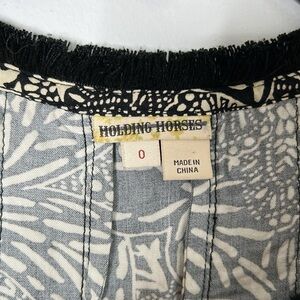 HOLDING HORSES
0
MADE IN
CHINA